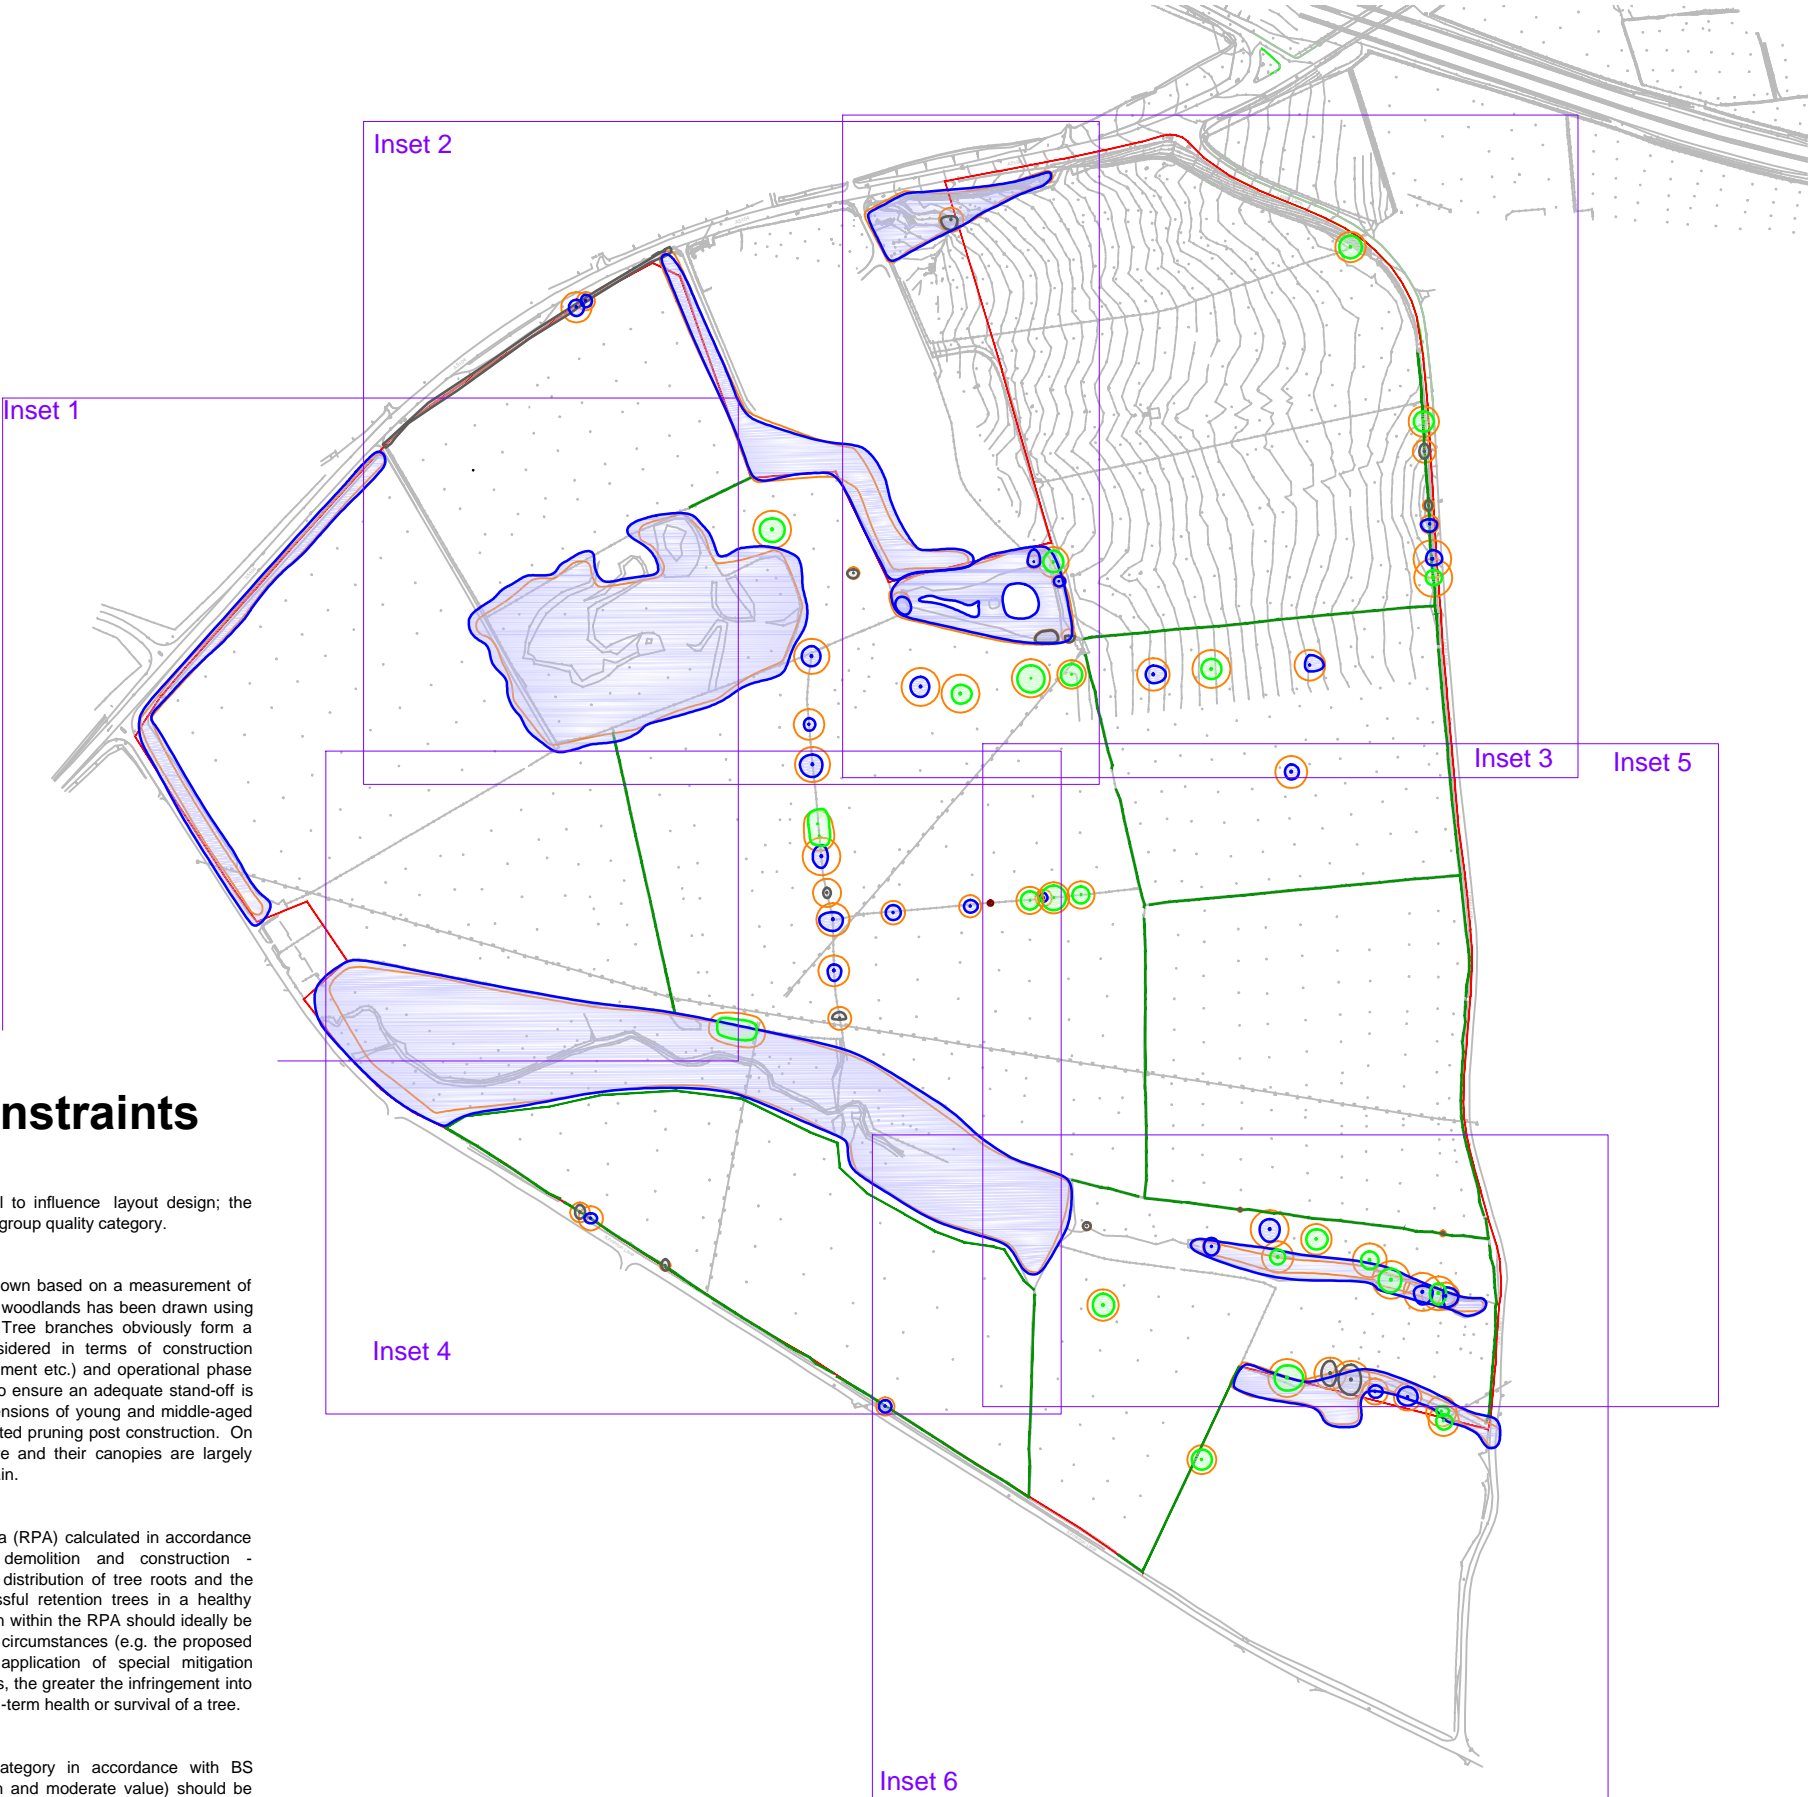 Inset 2
Inset 1
Inset 3
Inset 5
nstraints
l to influence layout design; the
group quality category.
own based on a measurement of
woodlands has been drawn using
Tree branches obviously form a
sidered in terms of construction
ment etc.) and operational phase
o ensure an adequate stand-off is
ensions of young and middle-aged
ted pruning post construction. On
e and their canopies are largely
in.
Inset 4
a (RPA) calculated in accordance
demolition and construction -
distribution of tree roots and the
ssful retention trees in a healthy
n within the RPA should ideally be
circumstances (e.g. the proposed
application of special mitigation
s, the greater the infringement into
-term health or survival of a tree.
ategory in accordance with BS
n and moderate value) should be
Inset 6